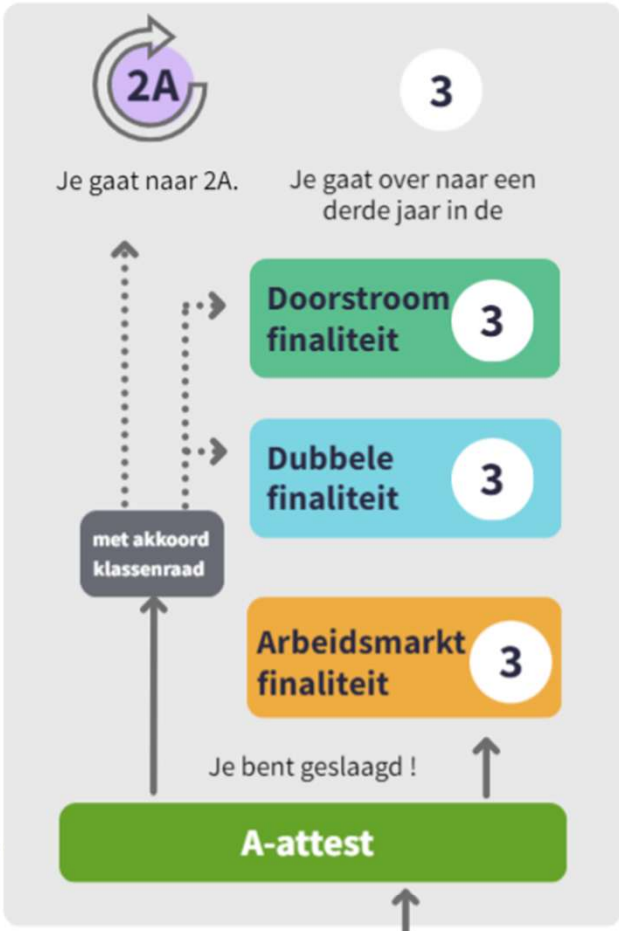 2A
3
Je gaat naar 2A.
Je gaat over naar een
derde jaar in de
Doorstroom
finaliteit
3
Dubbele
finaliteit
3
met akkoord
klassenraad
Arbeidsmarkt
finaliteit
3
Je bent geslaagd !
A-attest